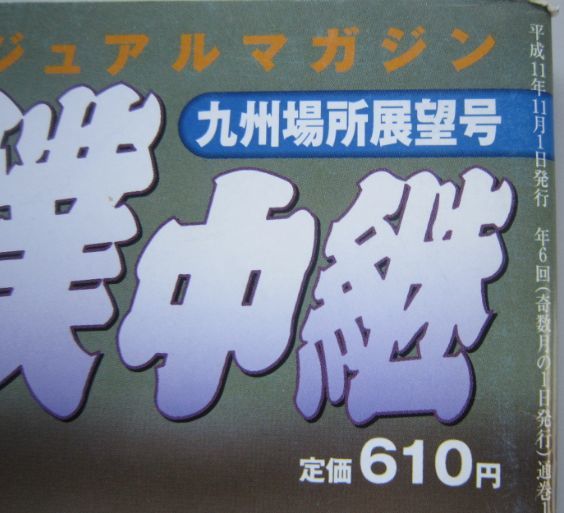 ジュアルマガジン
九州場所展望号
撲中継
定価610円
平成11年11月1日発行 年6回(奇数月の1日発行)通巻1